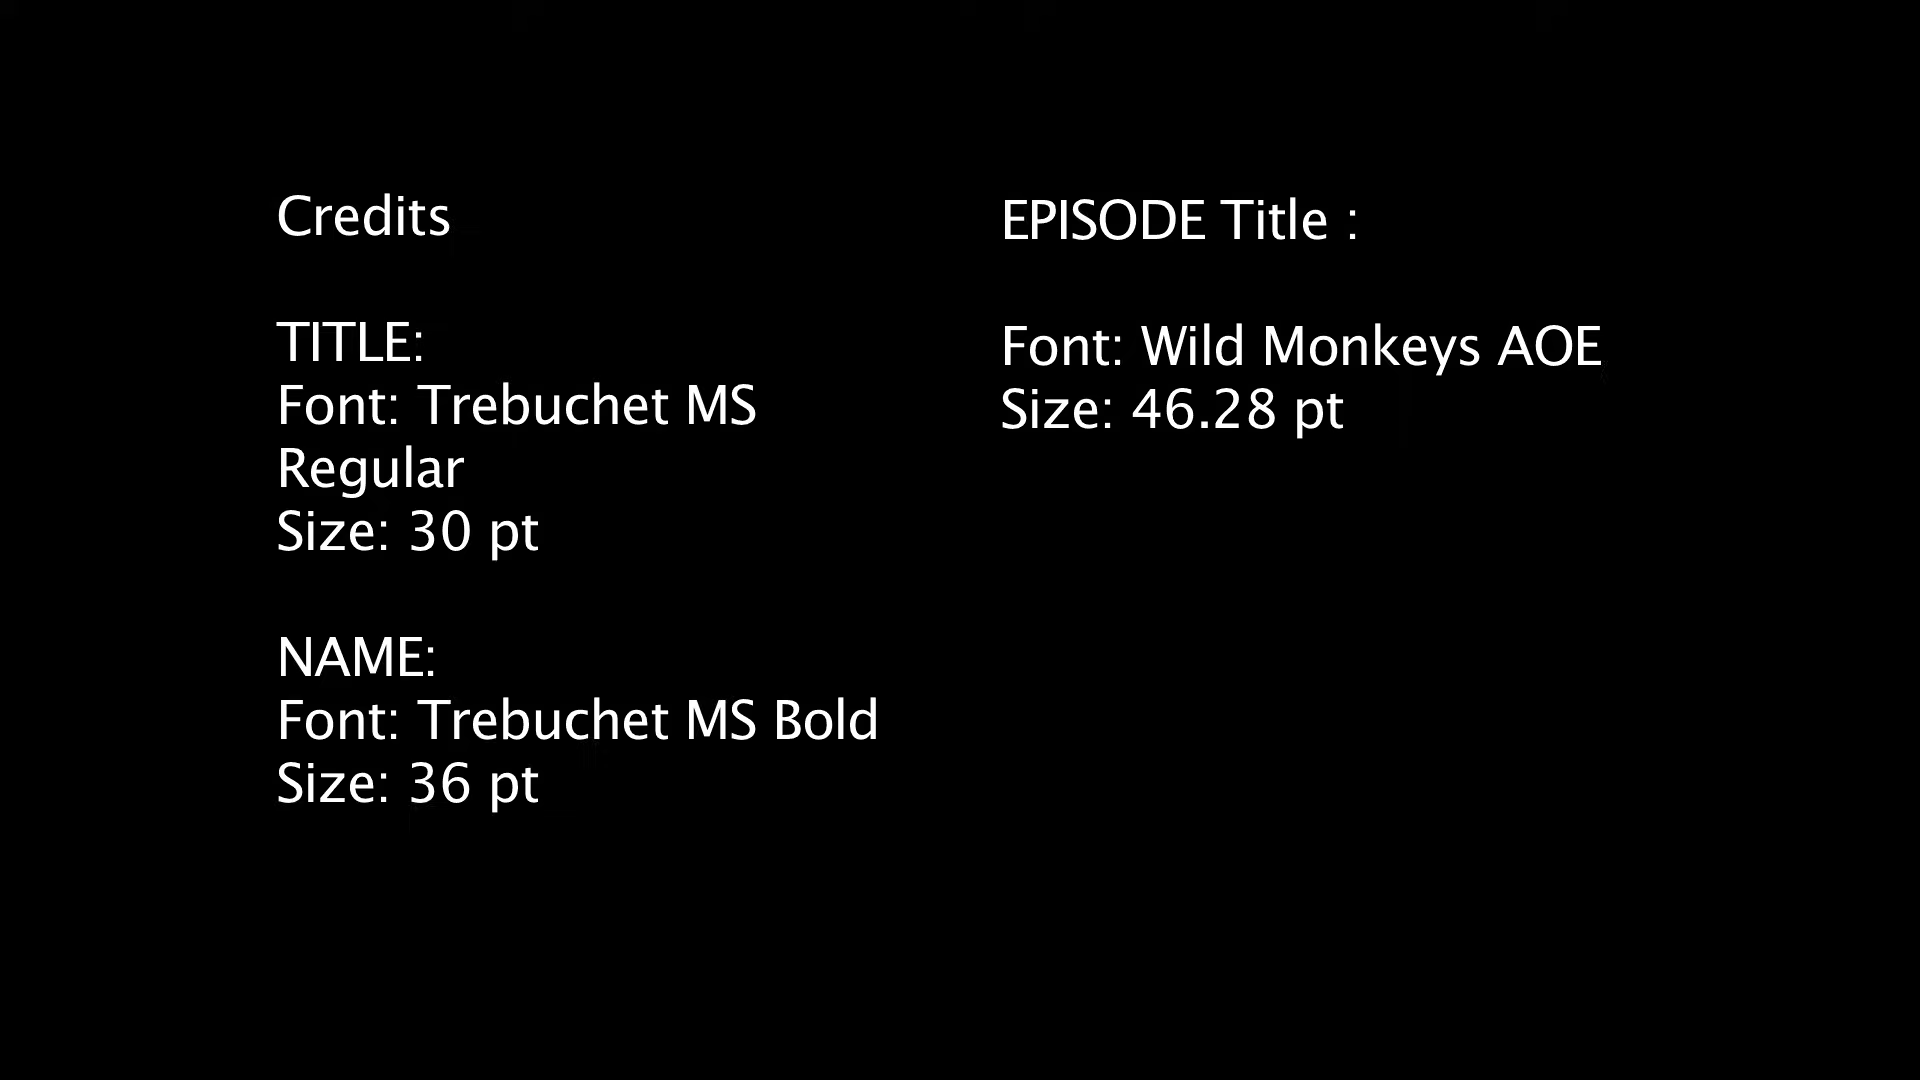 Credits
TITLE:
Font: Trebuchet MS
Regular
Size: 30 pt
NAME:
Font: Trebuchet MS Bold
Size: 36 pt
EPISODE Title :
Font: Wild Monkeys AOE
Size: 46.28 pt